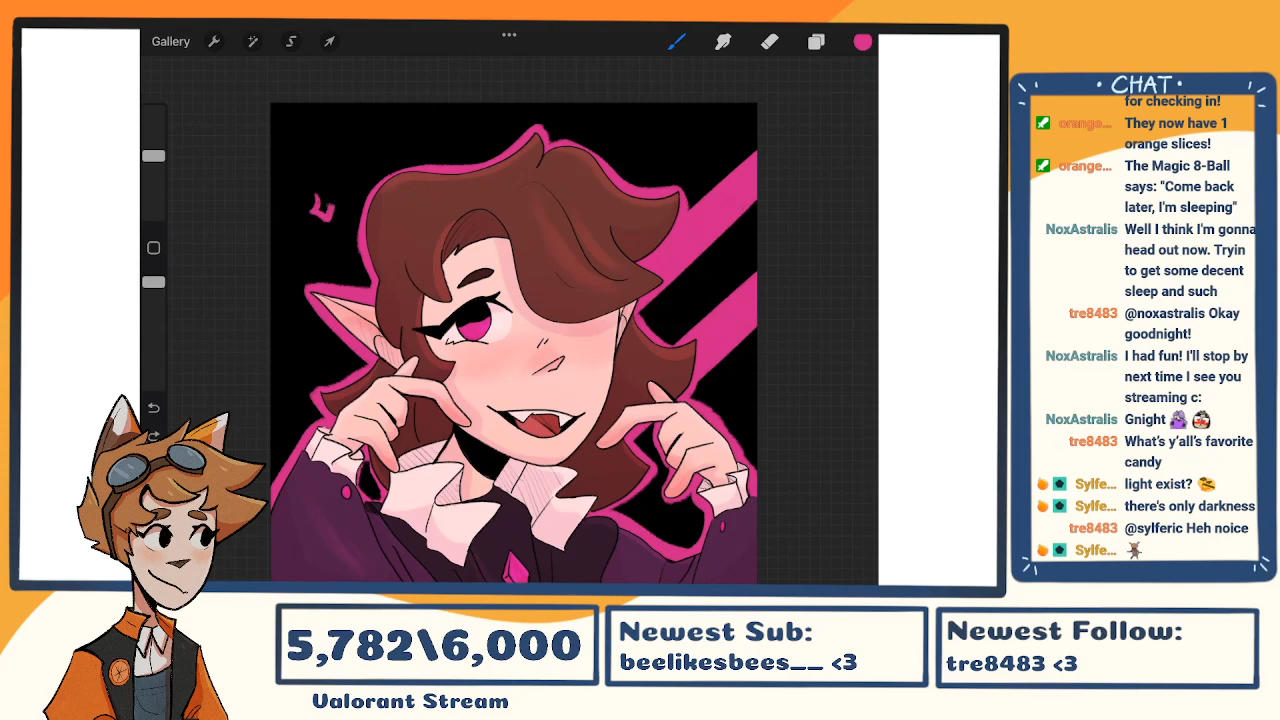 Gallery
• CHAT •
for checking in!
orange... They now have 1
orange slices!
orange... The Magic 8-Ball
says: "Come back
later, I'm sleeping"
NoxAstralis Well I think I'm gonna
head out now. Tryin
to get some decent
sleep and such
tre8483 @noxastralis Okay
goodnight!
NoxAstralis I had fun! I'll stop by
next time I see you
streaming c:
NoxAstralis Gnight
tre8483 What's y'all's favorite
candy
Sylfe... light exist?
Sylfe... there's only darkness
tre8483 @sylferic Heh noice
Sylfe...
5,782\6,000
Valorant Stream
Newest Sub:
beelikesbees__ <3
Newest Follow:
tre8483 <3